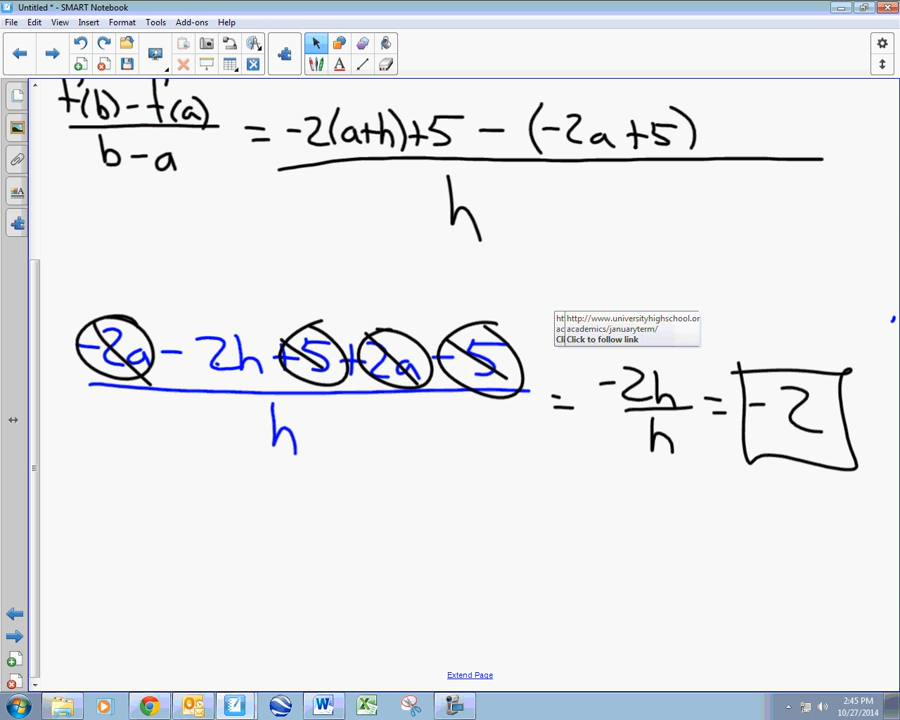 Untitled * - SMART Notebook
File Edit View Insert Format Tools Add-ons Help
f(b) - f(a)
b - a
= -2(a+h)+5 - (-2a+5)
h
-2a - 2h +5 +2a -5
h
= -2h
h
= -2
http://www.universityhighschool.or
academics/januaryterm/
Click to follow link
Extend Page
2:45 PM
10/27/2014